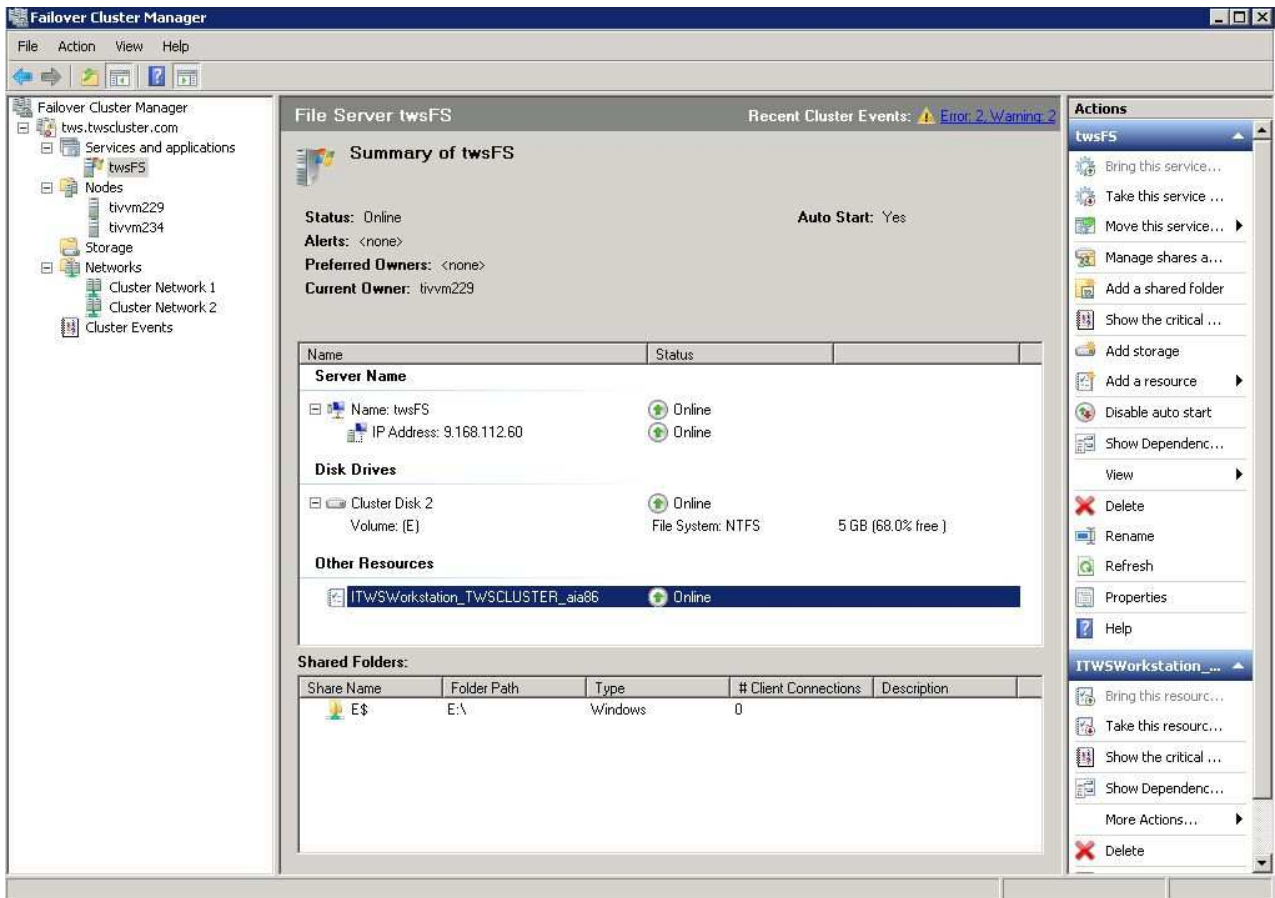 Failover Cluster Manager
File Action View Help
Failover Cluster Manager
tws.twscluster.com
Services and applications
twsFS
Nodes
tivvm229
tivvm234
Storage
Networks
Cluster Network 1
Cluster Network 2
Cluster Events
File Server twsFS
Recent Cluster Events: Error: 2, Warning: 2
Summary of twsFS
Status: Online
Auto Start: Yes
Alerts: <none>
Preferred Owners: <none>
Current Owner: tivvm229
Name Status
Server Name
Name: twsFS Online
IP Address: 9.168.112.60 Online
Disk Drives
Cluster Disk 2 Online
Volume: (E) File System: NTFS 5 GB (68.0% free )
Other Resources
ITWSWorkstation_TWSCLUSTER_aia86 Online
Shared Folders:
Share Name Folder Path Type # Client Connections Description
E$ E:\ Windows 0
Actions
twsFS
Bring this service...
Take this service ...
Move this service...
Manage shares a...
Add a shared folder
Show the critical ...
Add storage
Add a resource
Disable auto start
Show Dependenc...
View
Delete
Rename
Refresh
Properties
Help
ITWSWorkstation_...
Bring this resourc...
Take this resourc...
Show the critical ...
Show Dependenc...
More Actions...
Delete